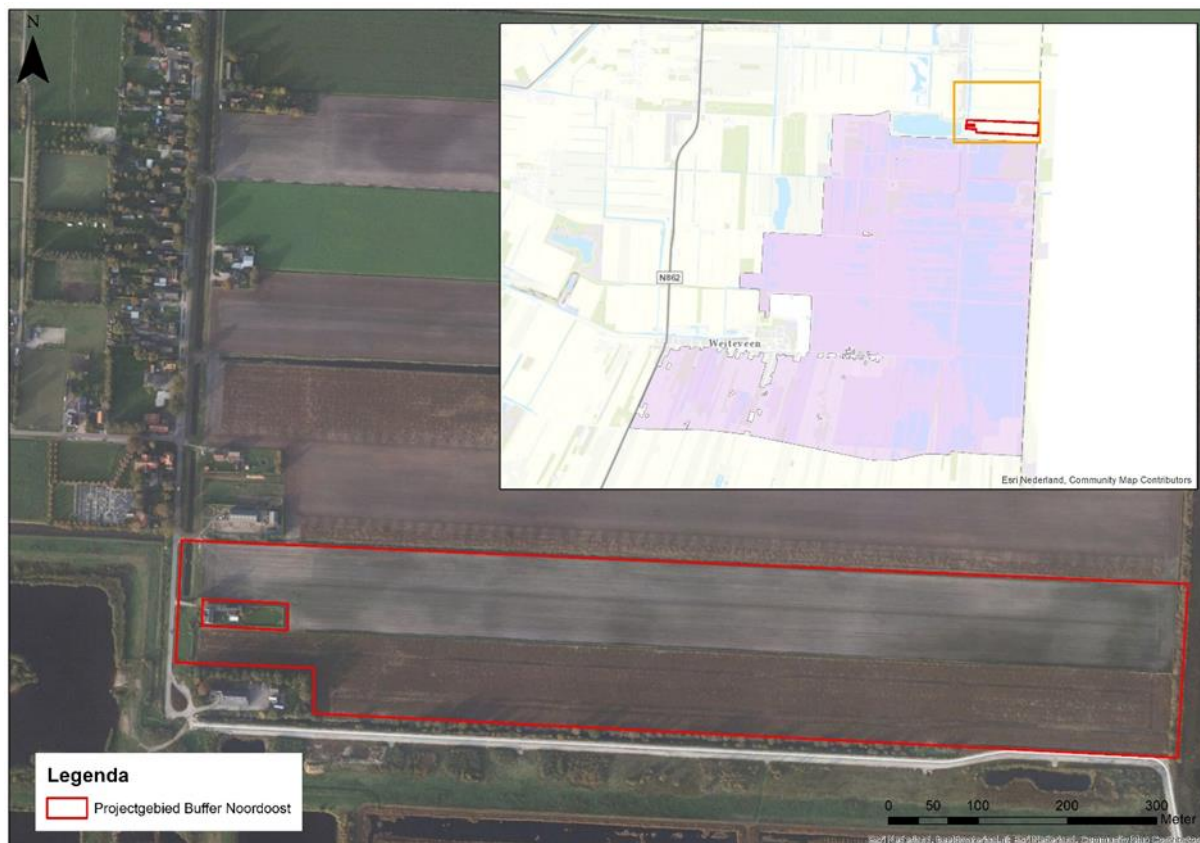 N
N862
Weiteveen
Esri Nederland, Community Map Contributors
Legenda
Projectgebied Buffer Noordoost
0 50 100 200 300
Meter